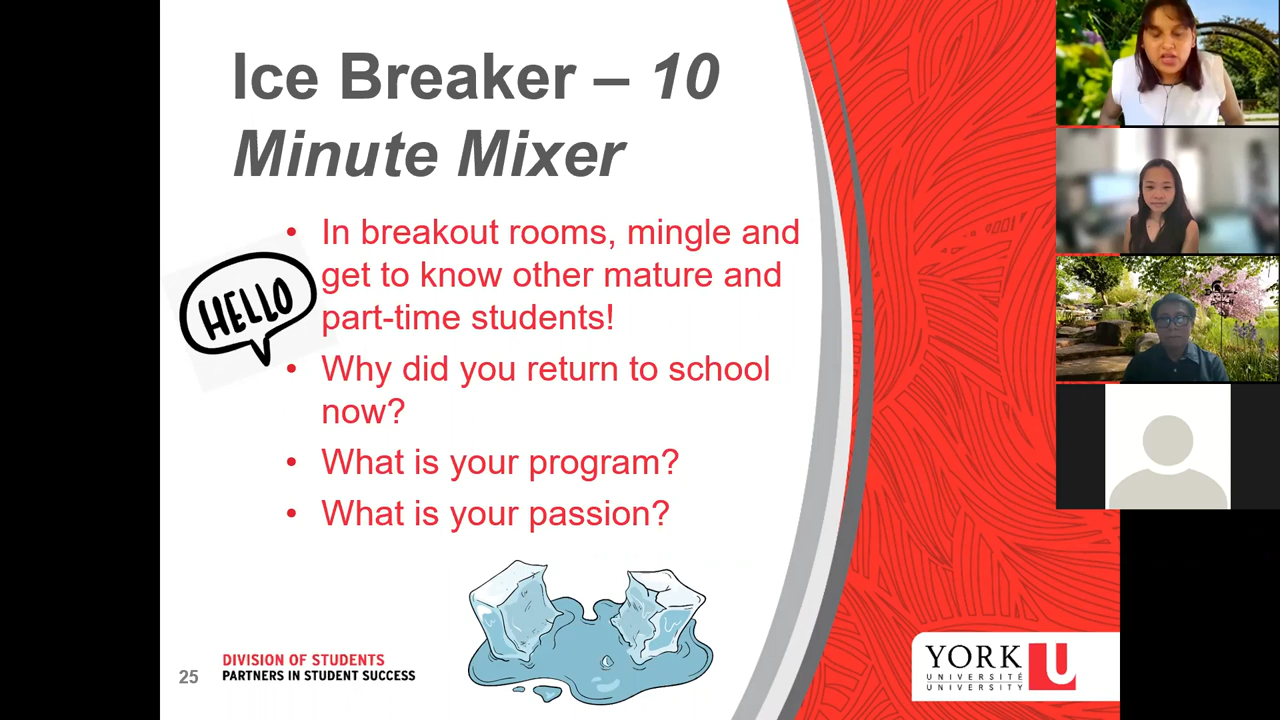 Ice Breaker – 10
Minute Mixer
• In breakout rooms, mingle and
get to know other mature and
part-time students!
HELLO
• Why did you return to school
now?
• What is your program?
• What is your passion?
25
DIVISION OF STUDENTS
PARTNERS IN STUDENT SUCCESS
YORK U
UNIVERSITÉ
UNIVERSITY